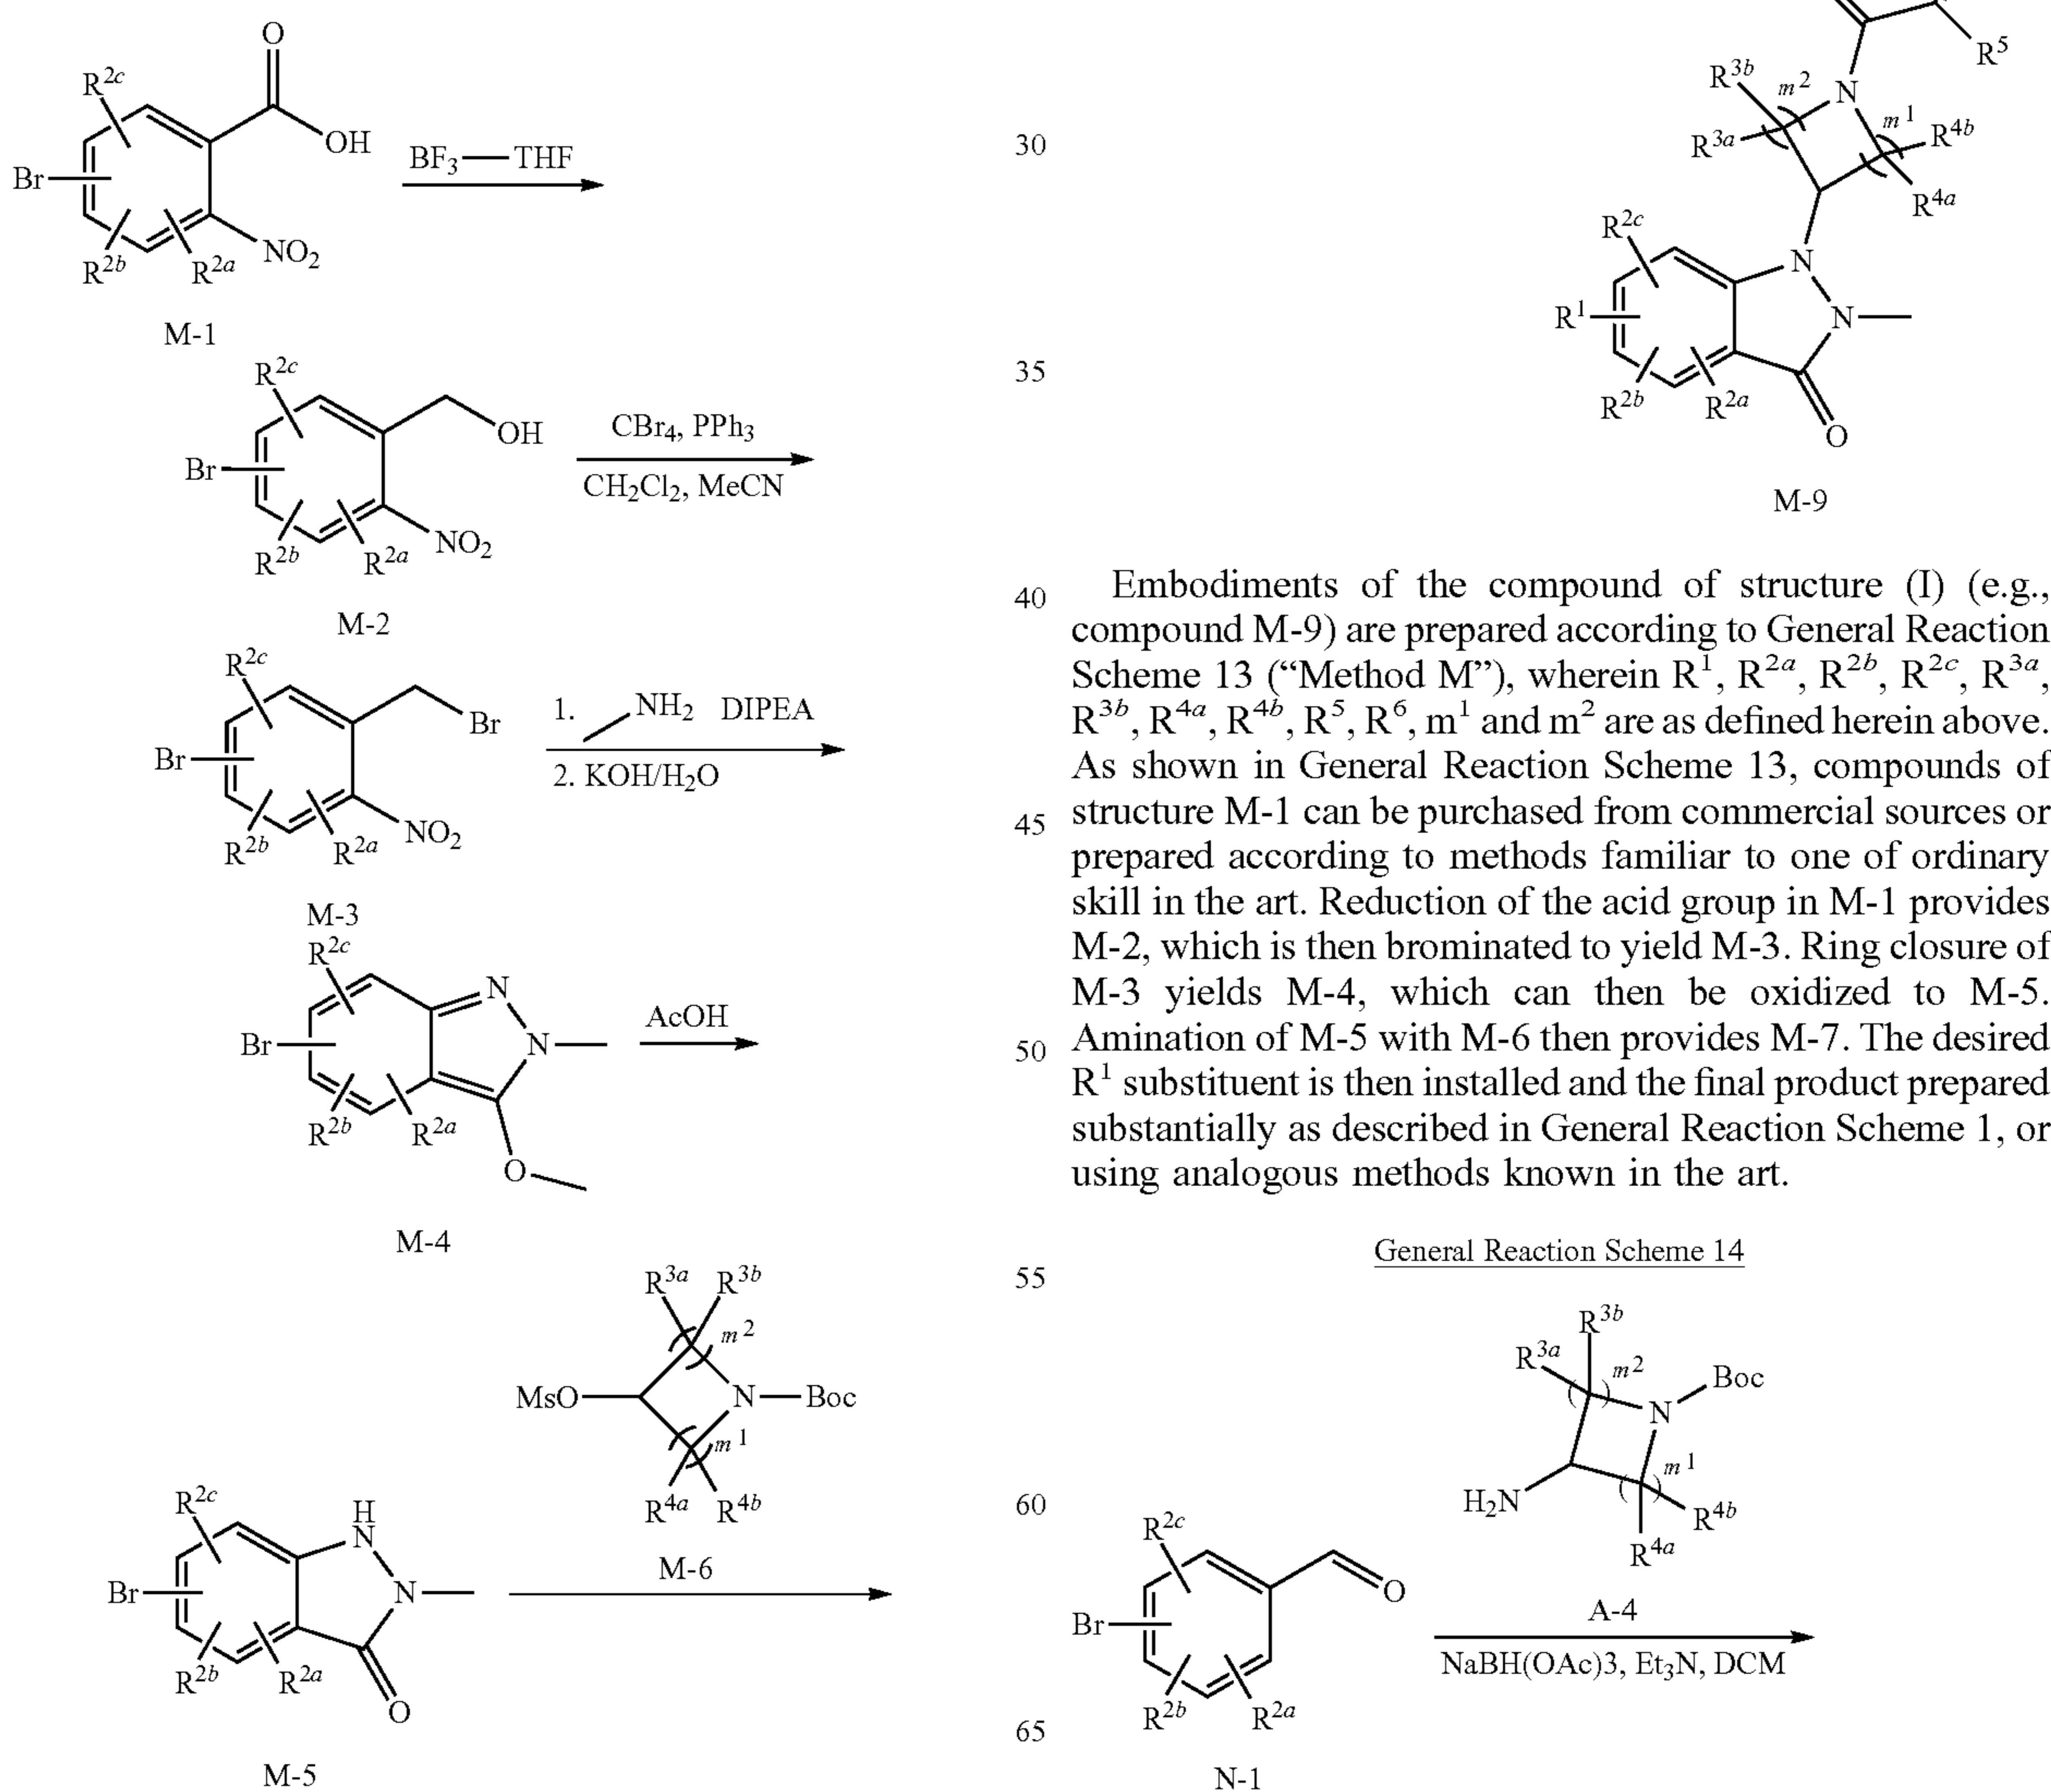 O
R2c
OH
Br
BF3—THF
NO2
R2b
R2a
M-1
R2c
OH
Br
CBr4, PPh3
CH2Cl2, MeCN
NO2
R2b
R2a
M-2
R2c
Br
Br
1. NH2 DIPEA
2. KOH/H2O
NO2
R2b
R2a
M-3
R2c
N
Br
N
AcOH
R2b
R2a
O
M-4
R3a
R3b
m2
MsO
N
Boc
m1
R4a
R4b
M-6
R2c
H
N
Br
N
R2b
R2a
O
M-5
30
35
40
45
50
55
60
65
R5
R3b
m2
N
m1
R3a
R4b
R4a
R2c
N
R1
N
R2b
R2a
O
M-9
Embodiments of the compound of structure (I) (e.g.,
compound M-9) are prepared according to General Reaction
Scheme 13 (“Method M”), wherein R1, R2a, R2b, R2c, R3a,
R3b, R4a, R4b, R5, R6, m1 and m2 are as defined herein above.
As shown in General Reaction Scheme 13, compounds of
structure M-1 can be purchased from commercial sources or
prepared according to methods familiar to one of ordinary
skill in the art. Reduction of the acid group in M-1 provides
M-2, which is then brominated to yield M-3. Ring closure of
M-3 yields M-4, which can then be oxidized to M-5.
Amination of M-5 with M-6 then provides M-7. The desired
R1 substituent is then installed and the final product prepared
substantially as described in General Reaction Scheme 1, or
using analogous methods known in the art.
General Reaction Scheme 14
R3b
R3a
m2
Boc
N
m1
H2N
R4b
R4a
A-4
R2c
O
Br
NaBH(OAc)3, Et3N, DCM
R2b
R2a
N-1